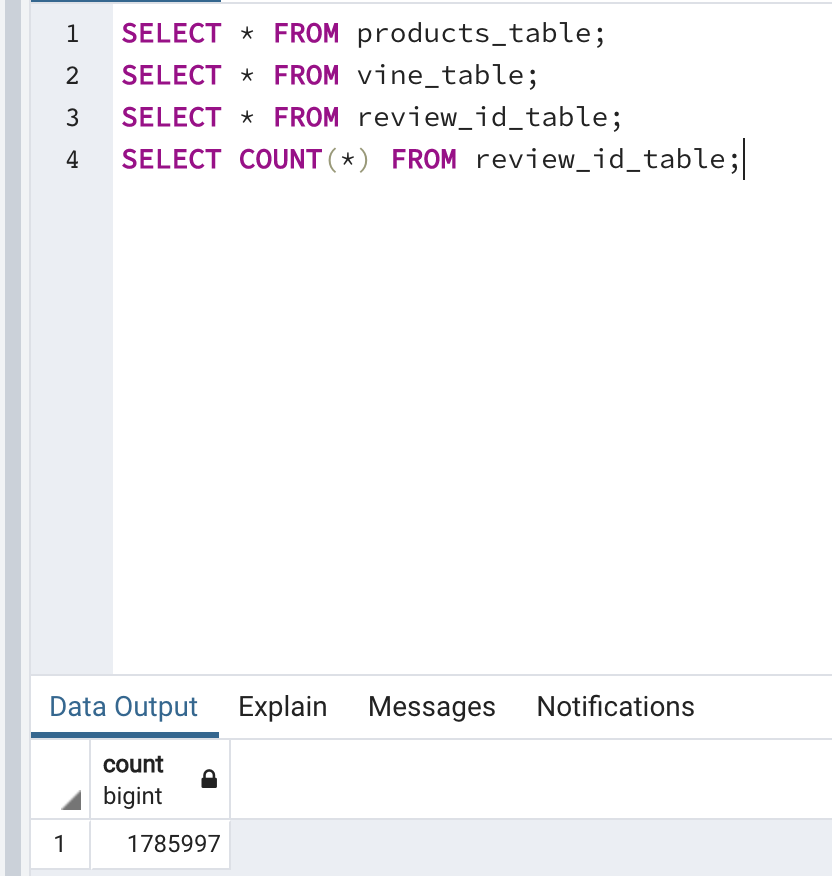 1 SELECT * FROM products_table;
2 SELECT * FROM vine_table;
3 SELECT * FROM review_id_table;
4 SELECT COUNT(*) FROM review_id_table;
Data Output Explain Messages Notifications
count
bigint
1 1785997